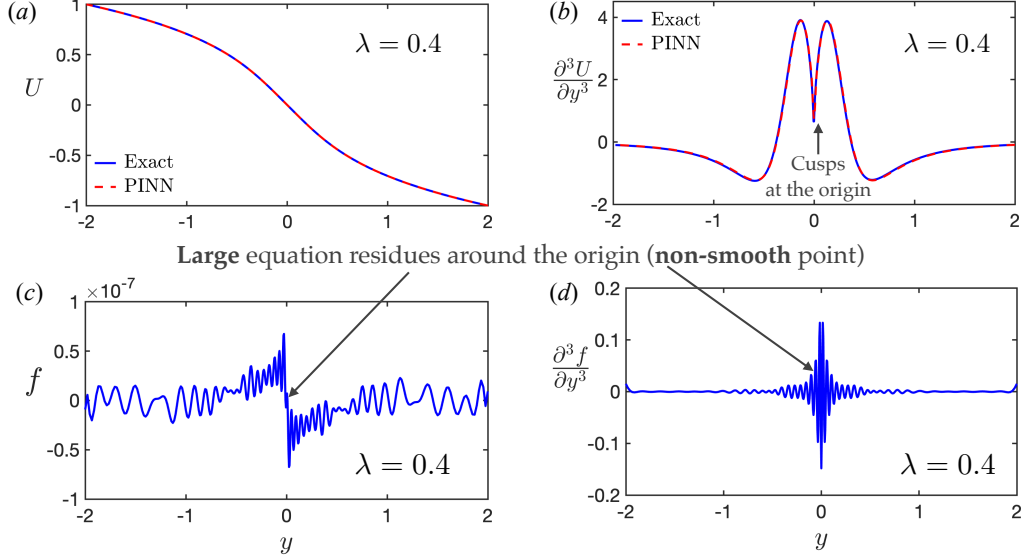 (a)
1
0.5
0
-0.5
-1
U
λ = 0.4
Exact
PINN
-2
-1
0
1
2
y
(b)
4
2
0
-2
∂³U
∂y³
Exact
PINN
λ = 0.4
Cusps
at the origin
-2
-1
0
1
2
y
Large equation residues around the origin (non-smooth point)
(c)
×10⁻⁷
1
0.5
0
-0.5
-1
f
λ = 0.4
-2
-1
0
1
2
y
(d)
0.2
0.1
0
-0.1
-0.2
∂³f
∂y³
λ = 0.4
-2
-1
0
1
2
y